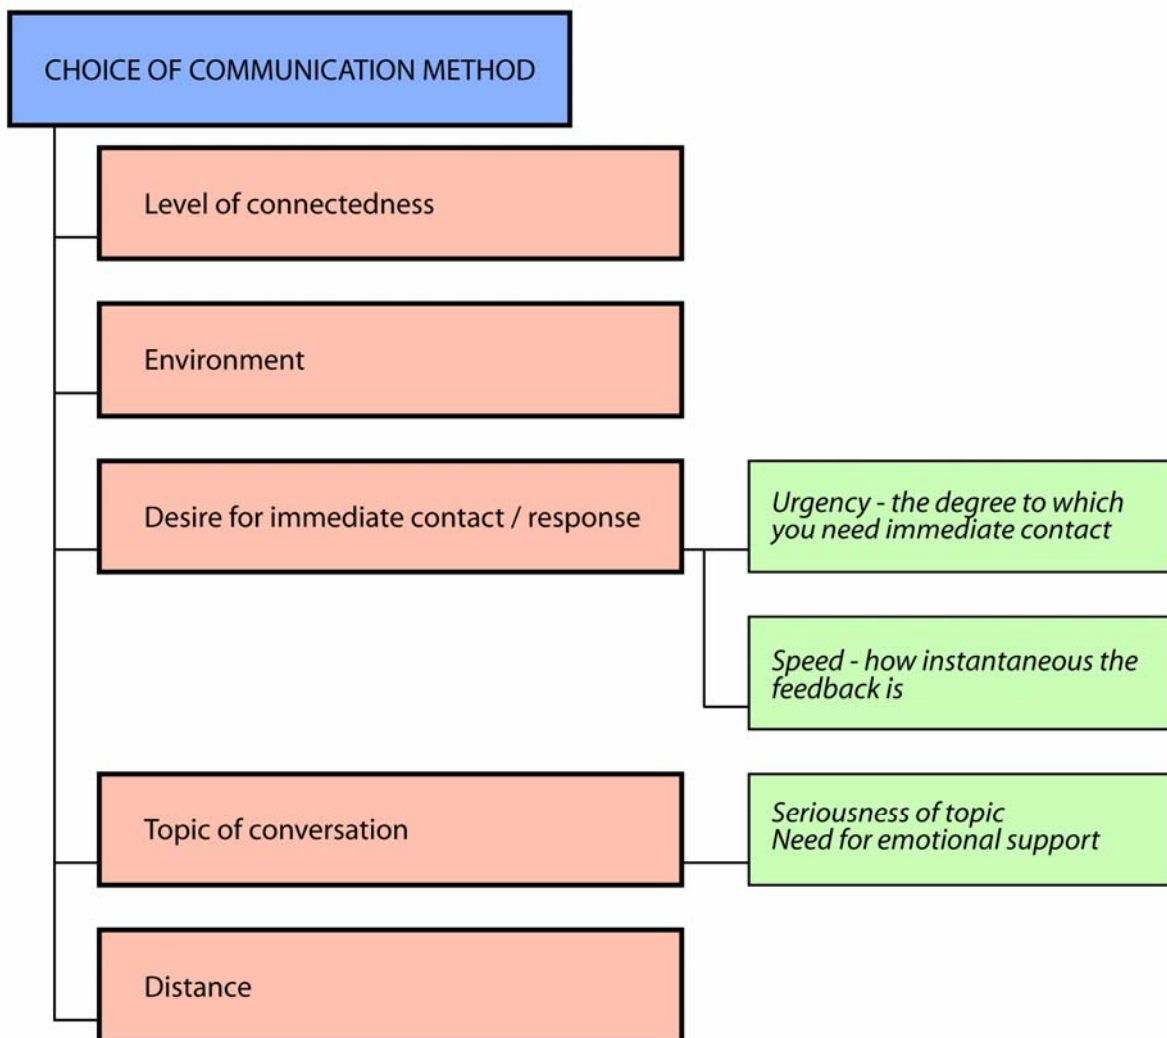 CHOICE OF COMMUNICATION METHOD
Level of connectedness
Environment
Desire for immediate contact / response
Urgency - the degree to which
you need immediate contact
Speed - how instantaneous the
feedback is
Topic of conversation
Seriousness of topic
Need for emotional support
Distance